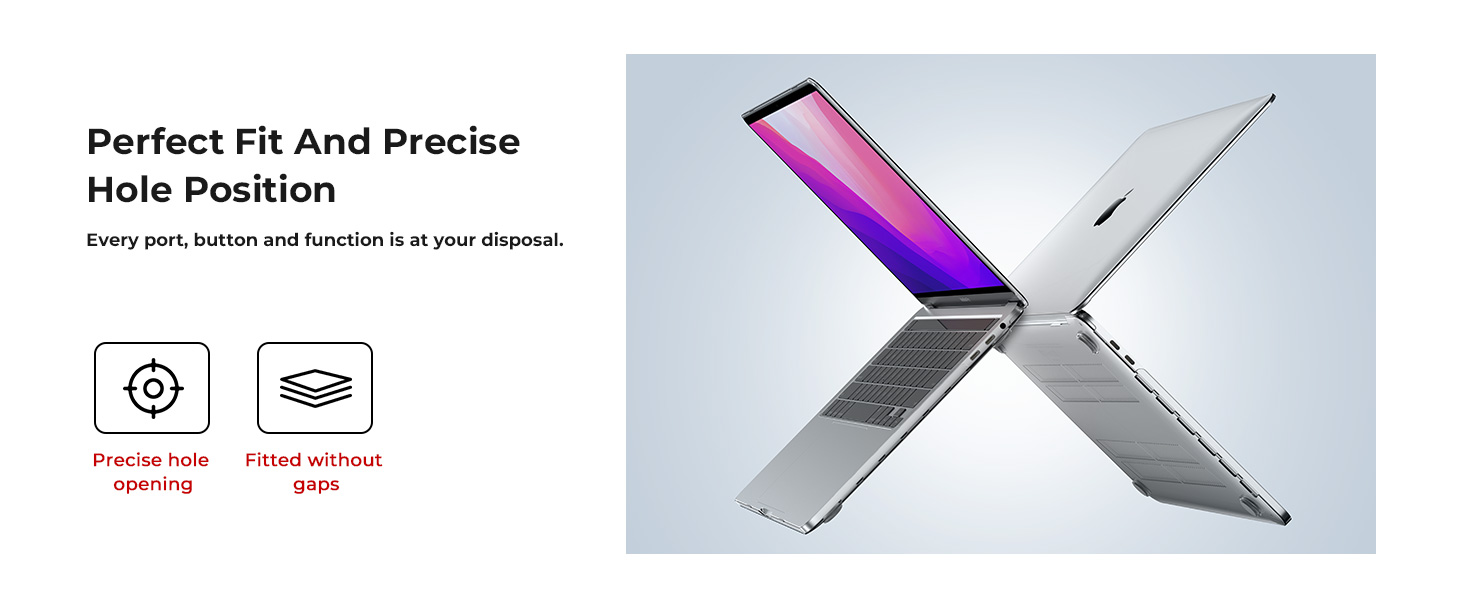 Perfect Fit And Precise
Hole Position
Every port, button and function is at your disposal.
Precise hole
opening
Fitted without
gaps